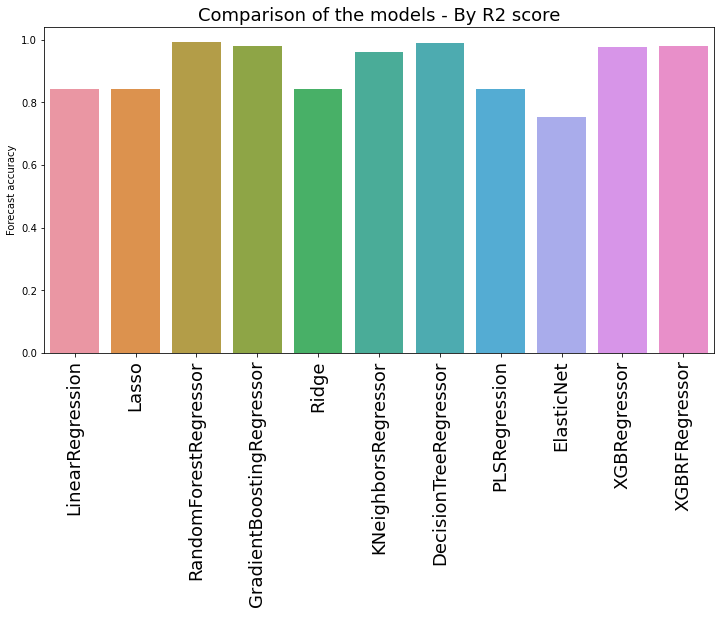 Comparison of the models - By R2 score
Forecast accuracy
1.0
0.8
0.6
0.4
0.2
0.0
LinearRegression
Lasso
RandomForestRegressor
GradientBoostingRegressor
Ridge
KNeighborsRegressor
DecisionTreeRegressor
PLSRegression
ElasticNet
XGBRegressor
XGBRFRegressor